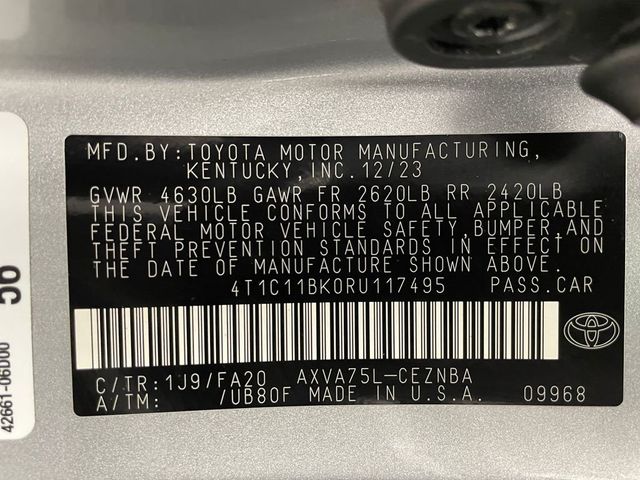 MFD.BY:TOYOTA MOTOR MANUFACTURING,
KENTUCKY,INC.12/23
GVWR 4630LB GAWR FR 2620LB RR 2420LB
THIS VEHICLE CONFORMS TO ALL APPLICABLE
FEDERAL MOTOR VEHICLE SAFETY,BUMPER,AND
THEFT PREVENTION STANDARDS IN EFFECT ON
THE DATE OF MANUFACTURE SHOWN ABOVE.
4T1C11BK0RU117495 PASS.CAR
C/TR:1J9/FA20 AXVA75L-CEZNBA
A/TM: /UB80F MADE IN U.S.A. 09968
42661-06D00